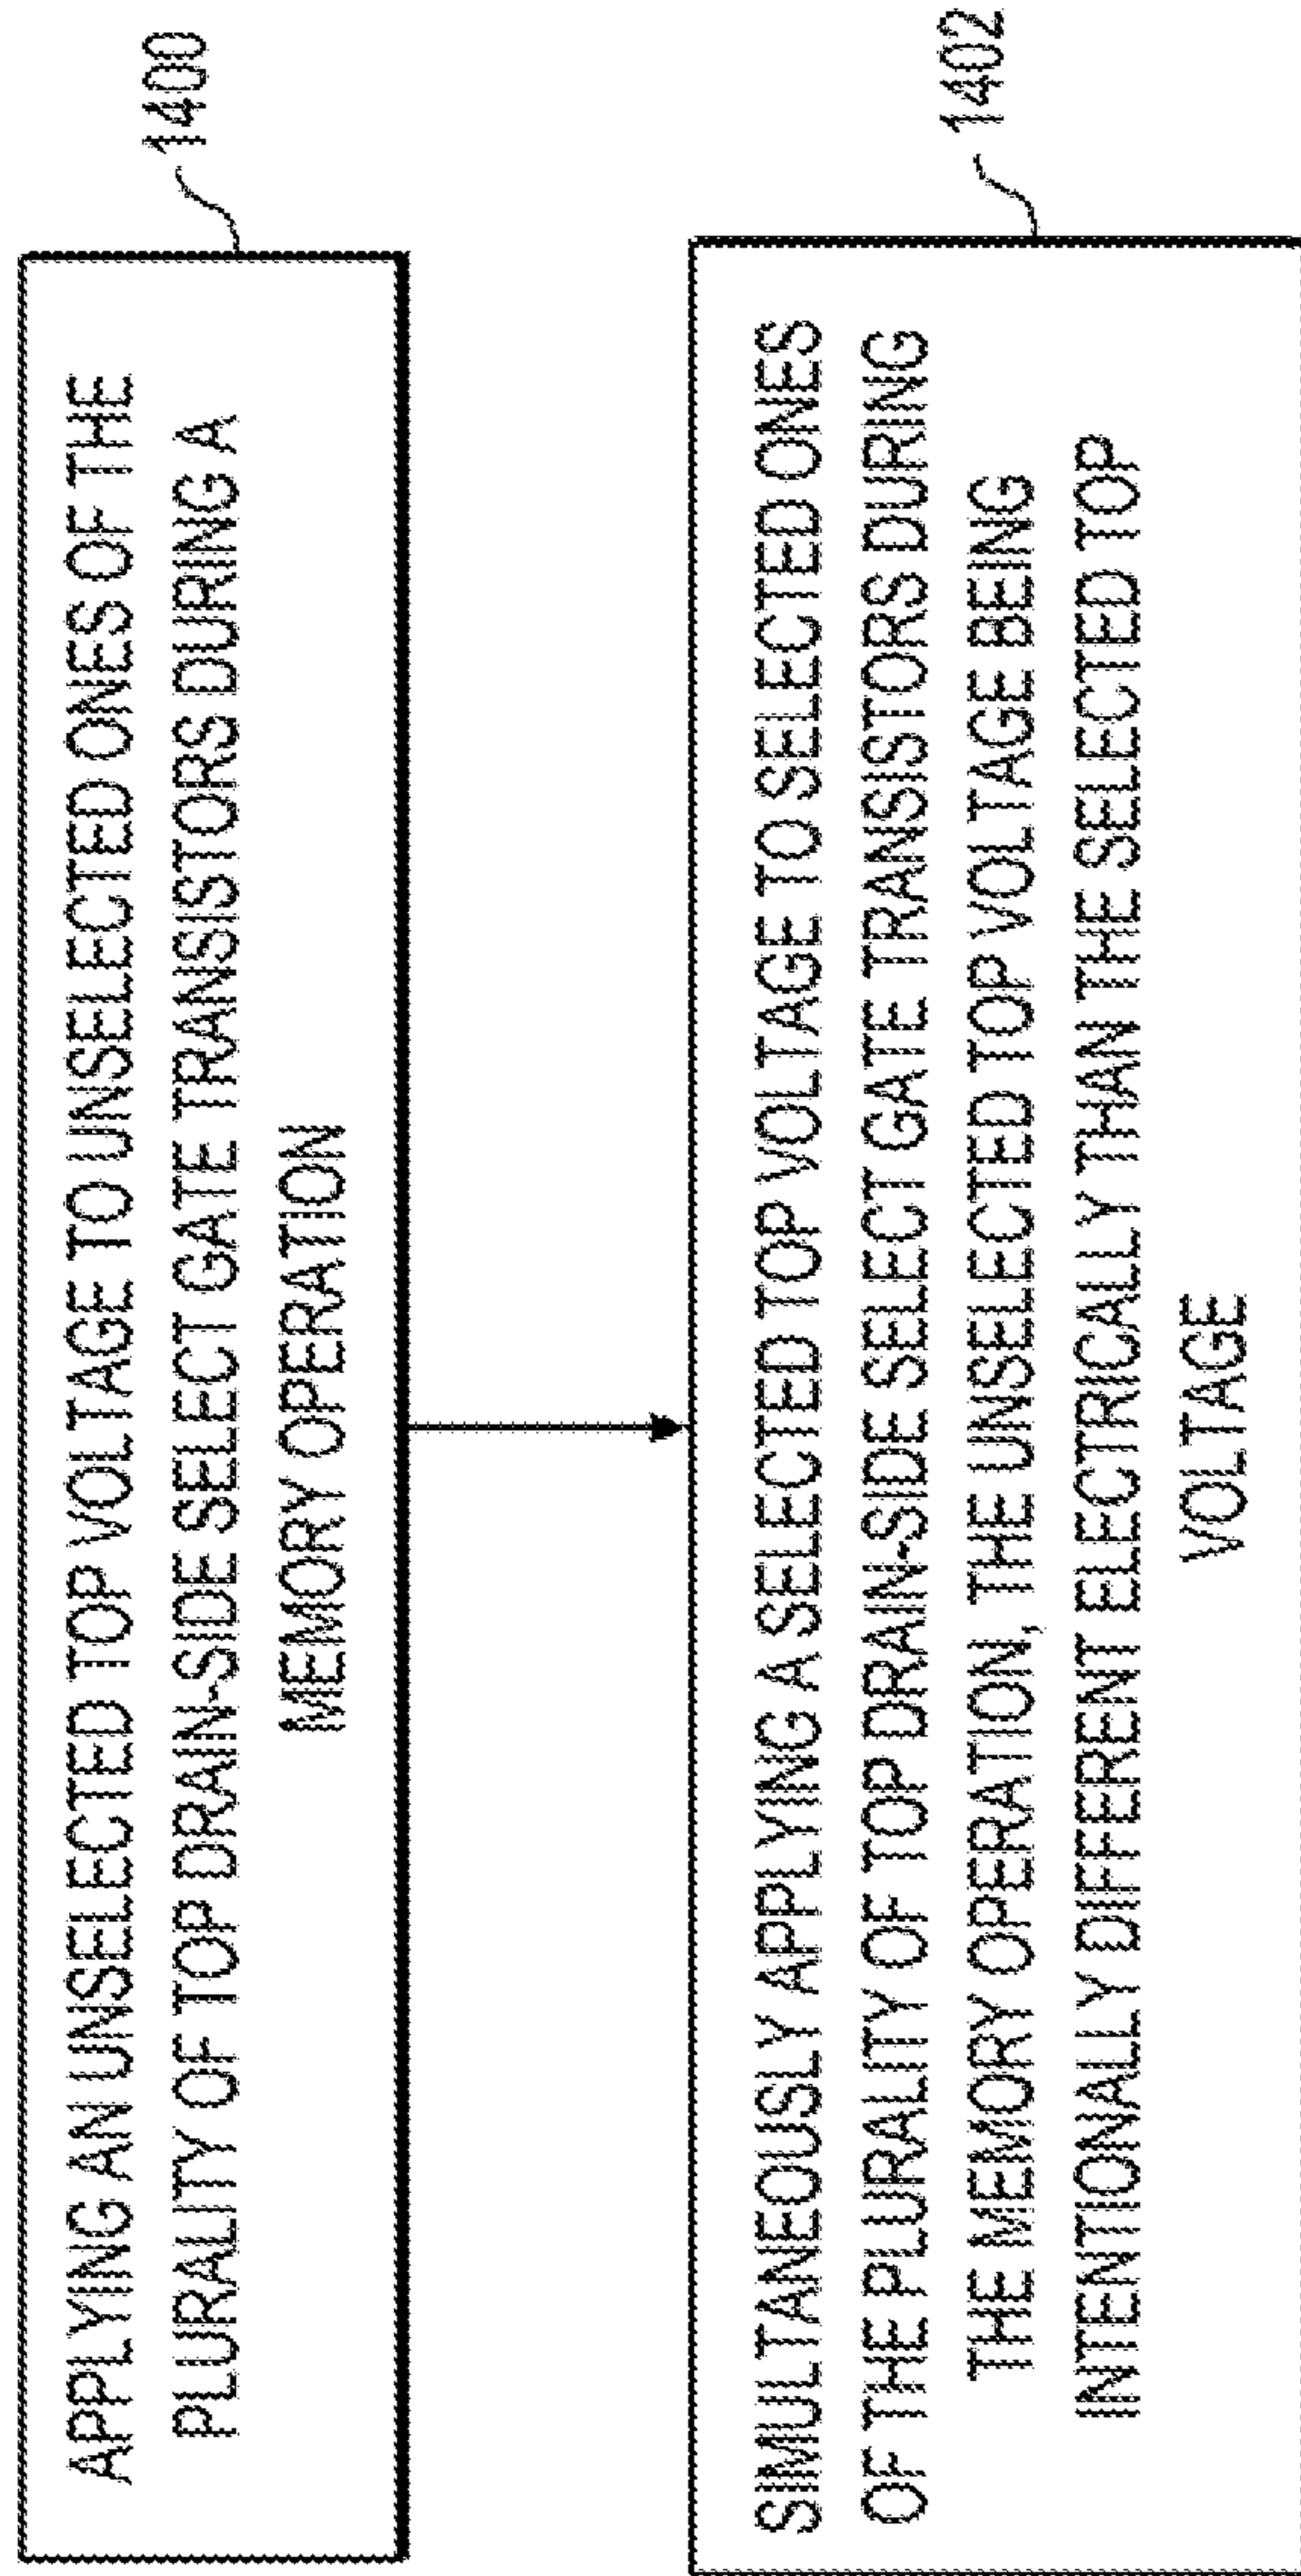 APPLYING AN UNSELECTED TOP VOLTAGE TO UNSELECTED ONES OF THE
PLURALITY OF TOP DRAIN-SIDE SELECT GATE TRANSISTORS DURING A
MEMORY OPERATION
1400
SIMULTANEOUSLY APPLYING A SELECTED TOP VOLTAGE TO SELECTED ONES
OF THE PLURALITY OF TOP DRAIN-SIDE SELECT GATE TRANSISTORS DURING
THE MEMORY OPERATION, THE UNSELECTED TOP VOLTAGE BEING
INTENTIONALLY DIFFERENT ELECTRICALLY THAN THE SELECTED TOP
VOLTAGE
1402